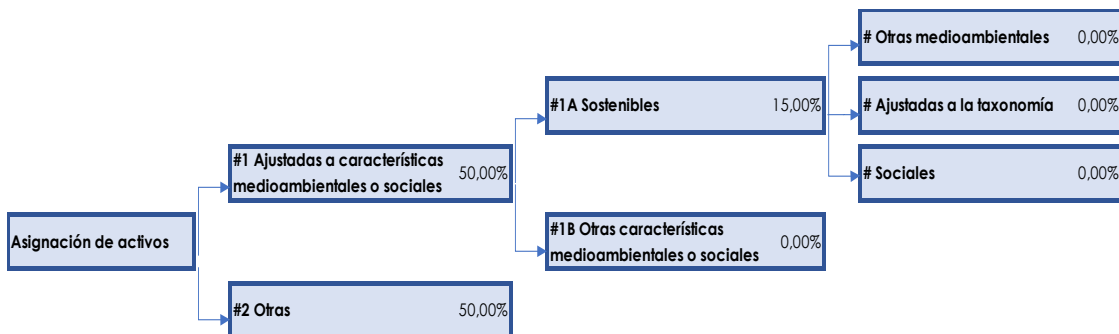 # Otras medioambientales 0,00%
#1A Sostenibles 15,00%
# Ajustadas a la taxonomía 0,00%
#1 Ajustadas a características
medioambientales o sociales 50,00%
# Sociales 0,00%
Asignación de activos
#1B Otras características
medioambientales o sociales 0,00%
#2 Otras 50,00%